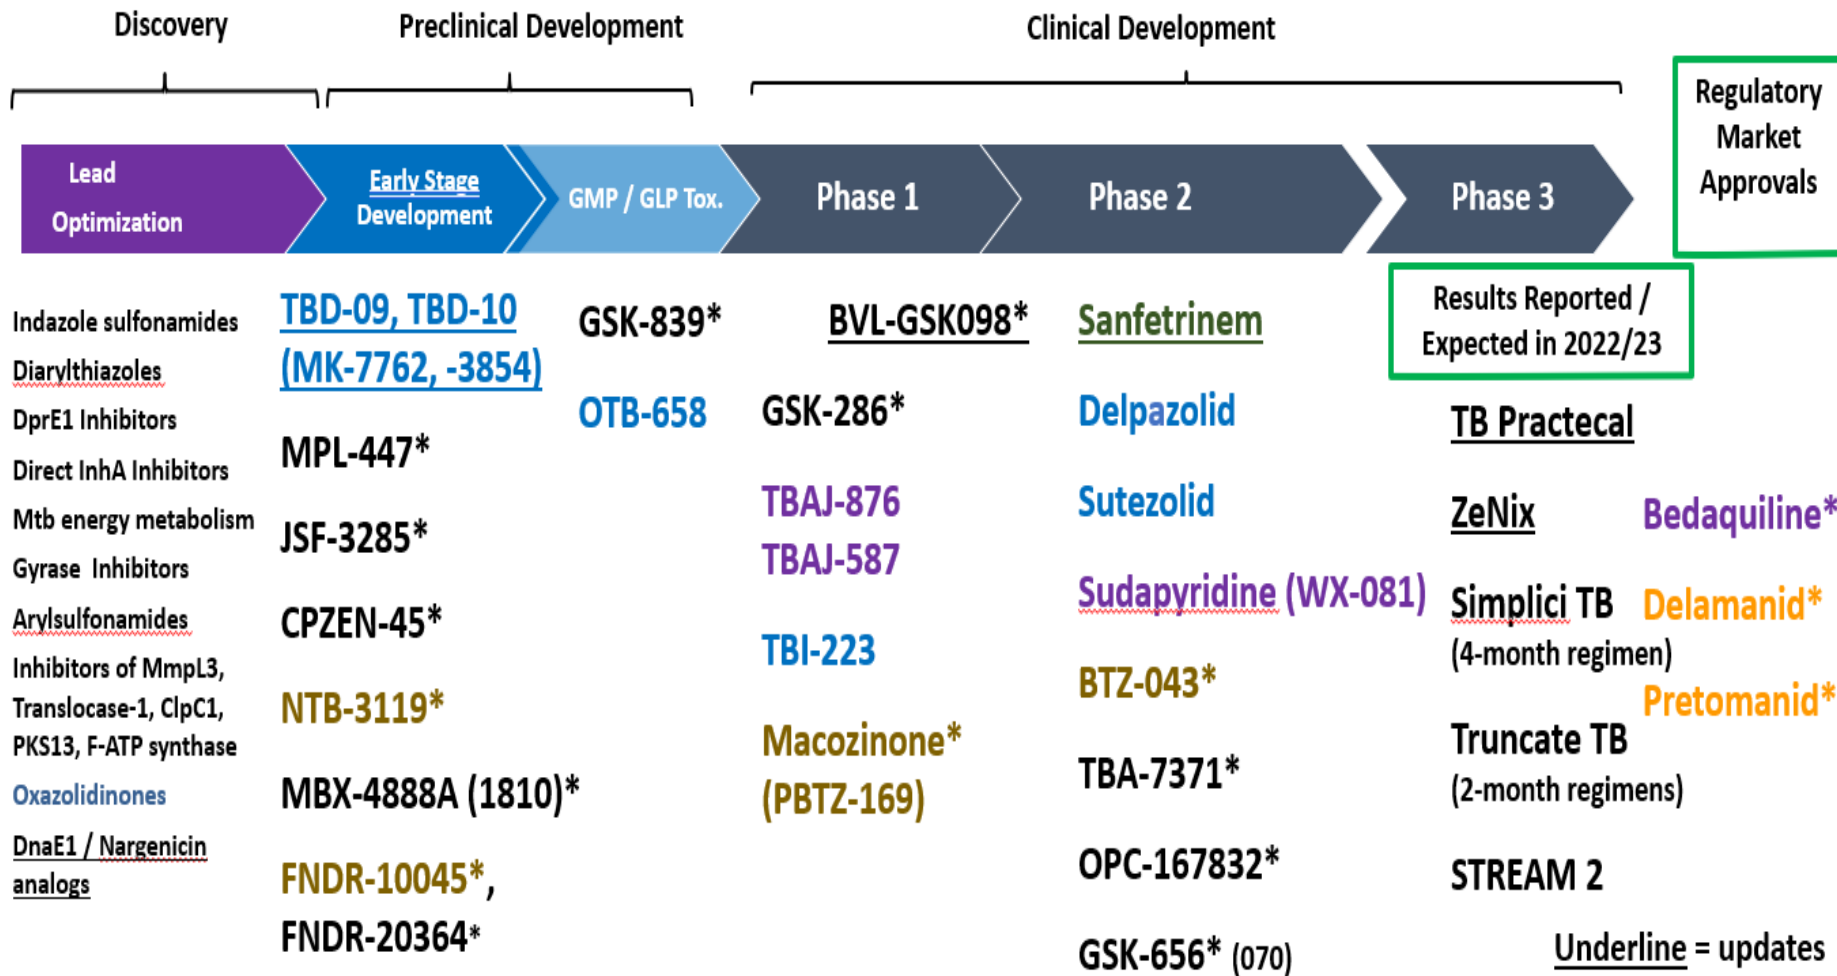 Discovery
Preclinical Development
Clinical Development
Regulatory
Market
Approvals
Lead
Optimization
Early Stage
Development
GMP / GLP Tox.
Phase 1
Phase 2
Phase 3
Indazole sulfonamides
Diarylthiazoles
DprE1 Inhibitors
Direct InhA Inhibitors
Mtb energy metabolism
Gyrase Inhibitors
Arylsulfonamides
Inhibitors of MmpL3,
Translocase-1, ClpC1,
PKS13, F-ATP synthase
Oxazolidinones
DnaE1 / Nargenicin
analogs
TBD-09, TBD-10
(MK-7762, -3854)
MPL-447*
JSF-3285*
CPZEN-45*
NTB-3119*
MBX-4888A (1810)*
FNDR-10045*,
FNDR-20364*
GSK-839*
OTB-658
BVL-GSK098*
GSK-286*
TBAJ-876
TBAJ-587
TBI-223
Macozinone*
(PBTZ-169)
Sanfetrinem
Delpazolid
Sutezolid
Sudapyridine (WX-081)
BTZ-043*
TBA-7371*
OPC-167832*
GSK-656* (070)
Results Reported /
Expected in 2022/23
TB Practecal
ZeNix
Simplici TB
(4-month regimen)
Truncate TB
(2-month regimens)
STREAM 2
Bedaquiline*
Delamanid*
Pretomanid*
Underline = updates